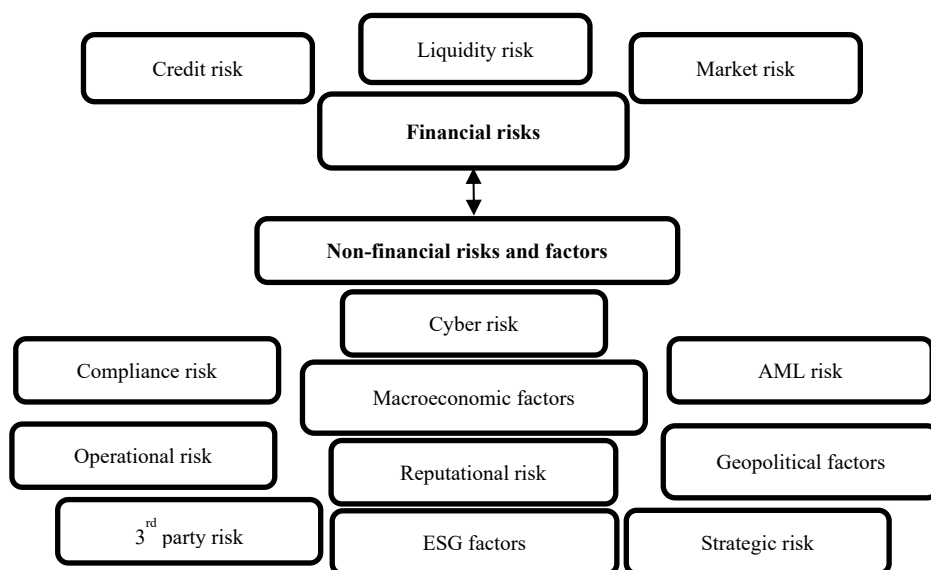 Liquidity risk
Credit risk
Market risk
Financial risks
Non-financial risks and factors
Cyber risk
Compliance risk
AML risk
Macroeconomic factors
Operational risk
Geopolitical factors
Reputational risk
3rd party risk
ESG factors
Strategic risk